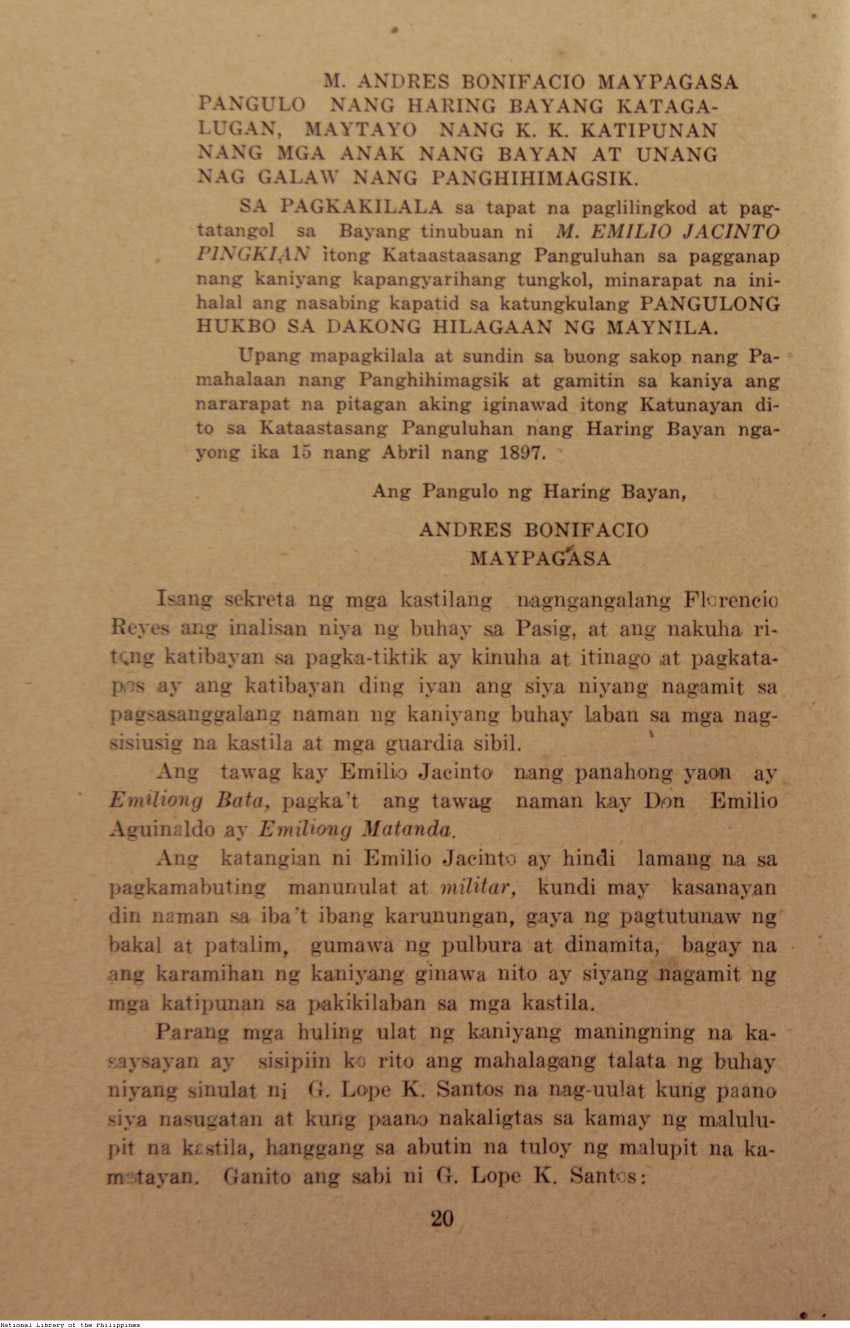 M. ANDRES BONIFACIO MAYPAGASA
PANGULO NANG HARING BAYANG KATAGA-
LUGAN, MAYTAYO NANG K. K. KATIPUNAN
NANG MGA ANAK NANG BAYAN AT UNANG
NAG GALAW NANG PANGHIHIMAGSIK.
SA PAGKAKILALA sa tapat na paglilingkod at pag-
tatangol sa Bayang tinubuan ni M. EMILIO JACINTO
PINGKIAN itong Kataastaasang Panguluhan sa pagganap
nang kaniyang kapangyarihang tungkol, minarapat na ini-
halal ang nasabing kapatid sa katungkulang PANGULONG
HUKBO SA DAKONG HILAGAAN NG MAYNILA.
Upang mapagkilala at sundin sa buong sakop nang Pa-
mahalaan nang Panghihimagsik at gamitin sa kaniya ang
nararapat na pitagan aking iginawad itong Katunayan di-
to sa Kataastasang Panguluhan nang Haring Bayan nga-
yong ika 15 nang Abril nang 1897.
Ang Pangulo ng Haring Bayan,
ANDRES BONIFACIO
MAYPAGASA
Isang sekreta ng mga kastilang nagngangalang Florencio
Reyes ang inalisan niya ng buhay sa Pasig, at ang nakuha ri-
tong katibayan sa pagka-tiktik ay kinuha at itinago at pagkata-
pos ay ang katibayan ding iyan ang siya niyang nagamit sa
pagsasanggalang naman ng kaniyang buhay laban sa mga nag-
sisiusig na kastila at mga guardia sibil.
Ang tawag kay Emilio Jacinto nang panahong yaon ay
Emiliong Bata, pagka't ang tawag naman kay Don Emilio
Aguinaldo ay Emiliong Matanda.
Ang katangian ni Emilio Jacinto ay hindi lamang na sa
pagkamabuting manunulat at militar, kundi may kasanayan
din naman sa iba't ibang karunungan, gaya ng pagtutunaw ng
bakal at patalim, gumawa ng pulbura at dinamita, bagay na
ang karamihan ng kaniyang ginawa nito ay siyang nagamit ng
mga katipunan sa pakikilaban sa mga kastila.
Parang mga huling ulat ng kaniyang maningning na ka-
saysayan ay sisipiin ko rito ang mahalagang talata ng buhay
niyang sinulat ni G. Lope K. Santos na nag-uulat kung paano
siya nasugatan at kung paano nakaligtas sa kamay ng malulu-
pit na kastila, hanggang sa abutin na tuloy ng malupit na ka-
matayan. Ganito ang sabi ni G. Lope K. Santos:
20
National Library of the Philippines